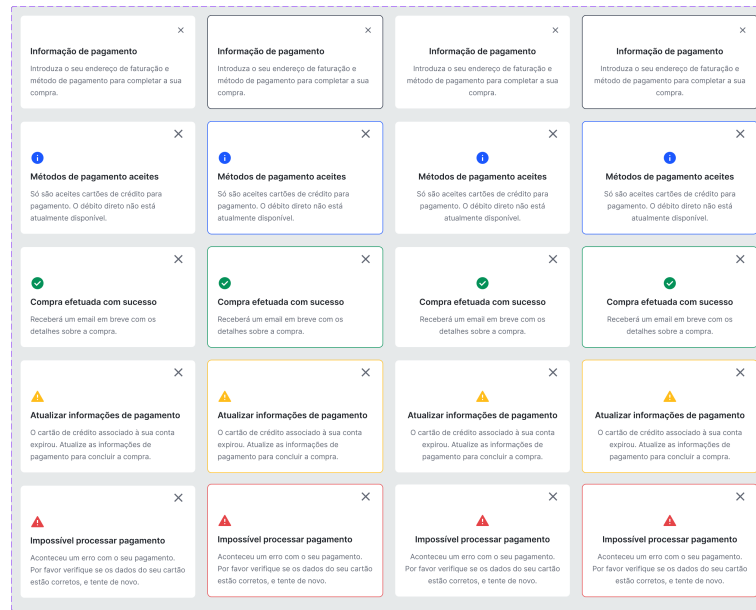 Informação de pagamento
Introduza o seu endereço de faturação e
método de pagamento para completar a sua
compra.
Informação de pagamento
Introduza o seu endereço de faturação e
método de pagamento para completar a sua
compra.
Informação de pagamento
Introduza o seu endereço de faturação e
método de pagamento para completar a sua
compra.
Informação de pagamento
Introduza o seu endereço de faturação e
método de pagamento para completar a sua
compra.
Métodos de pagamento aceites
Só são aceites cartões de crédito para
pagamento. O débito direto não está
atualmente disponível.
Métodos de pagamento aceites
Só são aceites cartões de crédito para
pagamento. O débito direto não está
atualmente disponível.
Métodos de pagamento aceites
Só são aceites cartões de crédito para
pagamento. O débito direto não está
atualmente disponível.
Métodos de pagamento aceites
Só são aceites cartões de crédito para
pagamento. O débito direto não está
atualmente disponível.
Compra efetuada com sucesso
Receberá um email em breve com os
detalhes sobre a compra.
Compra efetuada com sucesso
Receberá um email em breve com os
detalhes sobre a compra.
Compra efetuada com sucesso
Receberá um email em breve com os
detalhes sobre a compra.
Compra efetuada com sucesso
Receberá um email em breve com os
detalhes sobre a compra.
Atualizar informações de pagamento
O cartão de crédito associado à sua conta
expirou. Atualize as informações de
pagamento para concluir a compra.
Atualizar informações de pagamento
O cartão de crédito associado à sua conta
expirou. Atualize as informações de
pagamento para concluir a compra.
Atualizar informações de pagamento
O cartão de crédito associado à sua conta
expirou. Atualize as informações de
pagamento para concluir a compra.
Atualizar informações de pagamento
O cartão de crédito associado à sua conta
expirou. Atualize as informações de
pagamento para concluir a compra.
Impossível processar pagamento
Aconteceu um erro com o seu pagamento.
Por favor verifique se os dados do seu cartão
estão corretos, e tente de novo.
Impossível processar pagamento
Aconteceu um erro com o seu pagamento.
Por favor verifique se os dados do seu cartão
estão corretos, e tente de novo.
Impossível processar pagamento
Aconteceu um erro com o seu pagamento.
Por favor verifique se os dados do seu cartão
estão corretos, e tente de novo.
Impossível processar pagamento
Aconteceu um erro com o seu pagamento.
Por favor verifique se os dados do seu cartão
estão corretos, e tente de novo.